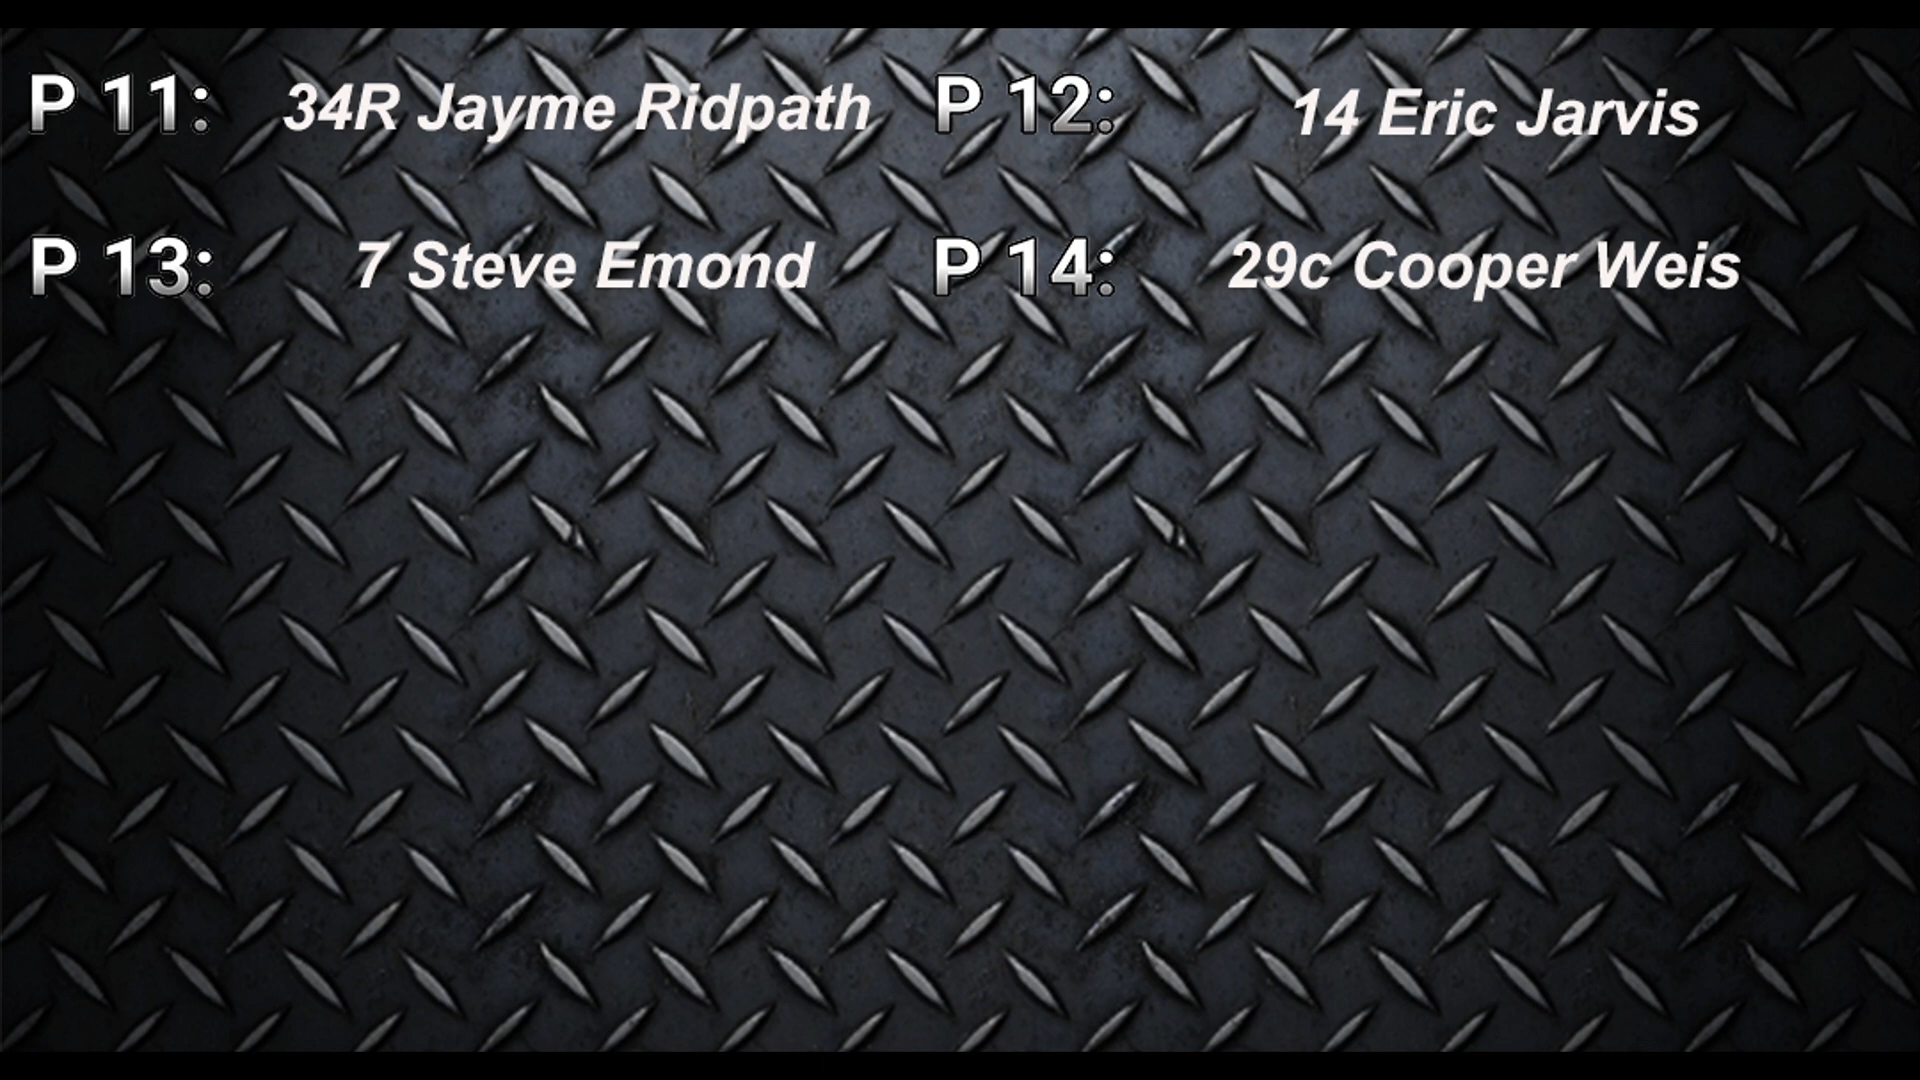 P 11: 34R Jayme Ridpath P 12: 14 Eric Jarvis
P 13: 7 Steve Emond P 14: 29c Cooper Weis